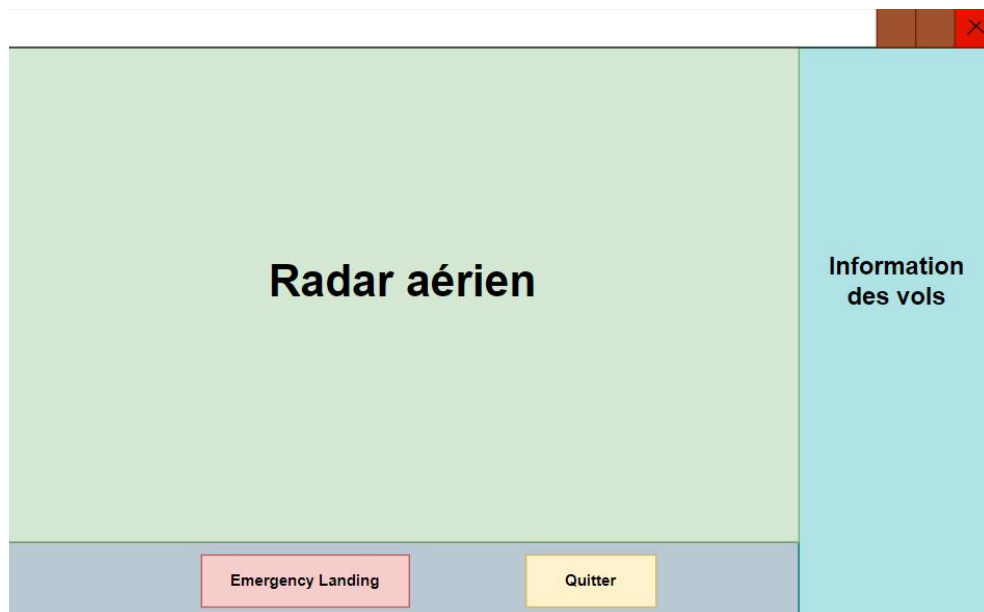 Radar aérien
Information
des vols
Emergency Landing
Quitter